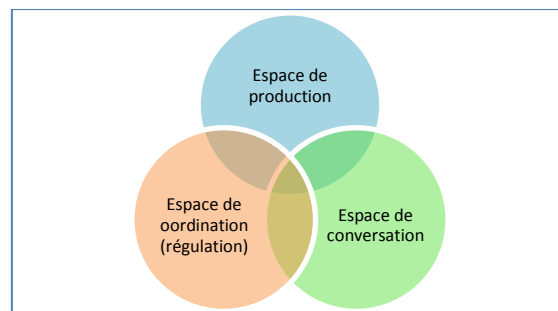 Espace de
production
Espace de
oordination
(régulation)
Espace de
conversation